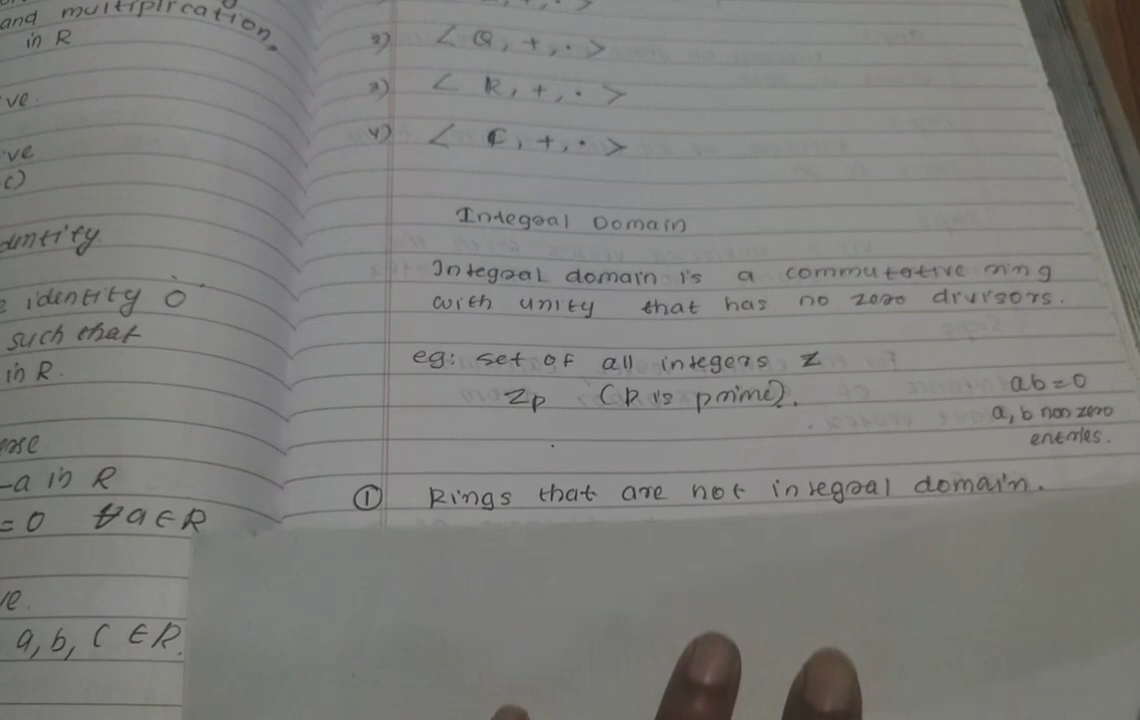 and multiplication,
in R
ve.
ve
c)
identity 0
such that
in R.
-a in R
= 0 ∀ a ∈ R
a, b, c ∈ R.
2) < Q, +, · >
3) < R, +, · >
4) < C, +, · >
Integral Domain
Integral domain is a commutative ring
with unity that has no zero divisors.
eg: set of all integers Z
Zp (P is prime).
ab = 0
a, b non zero
entries.
① Rings that are not integral domain.